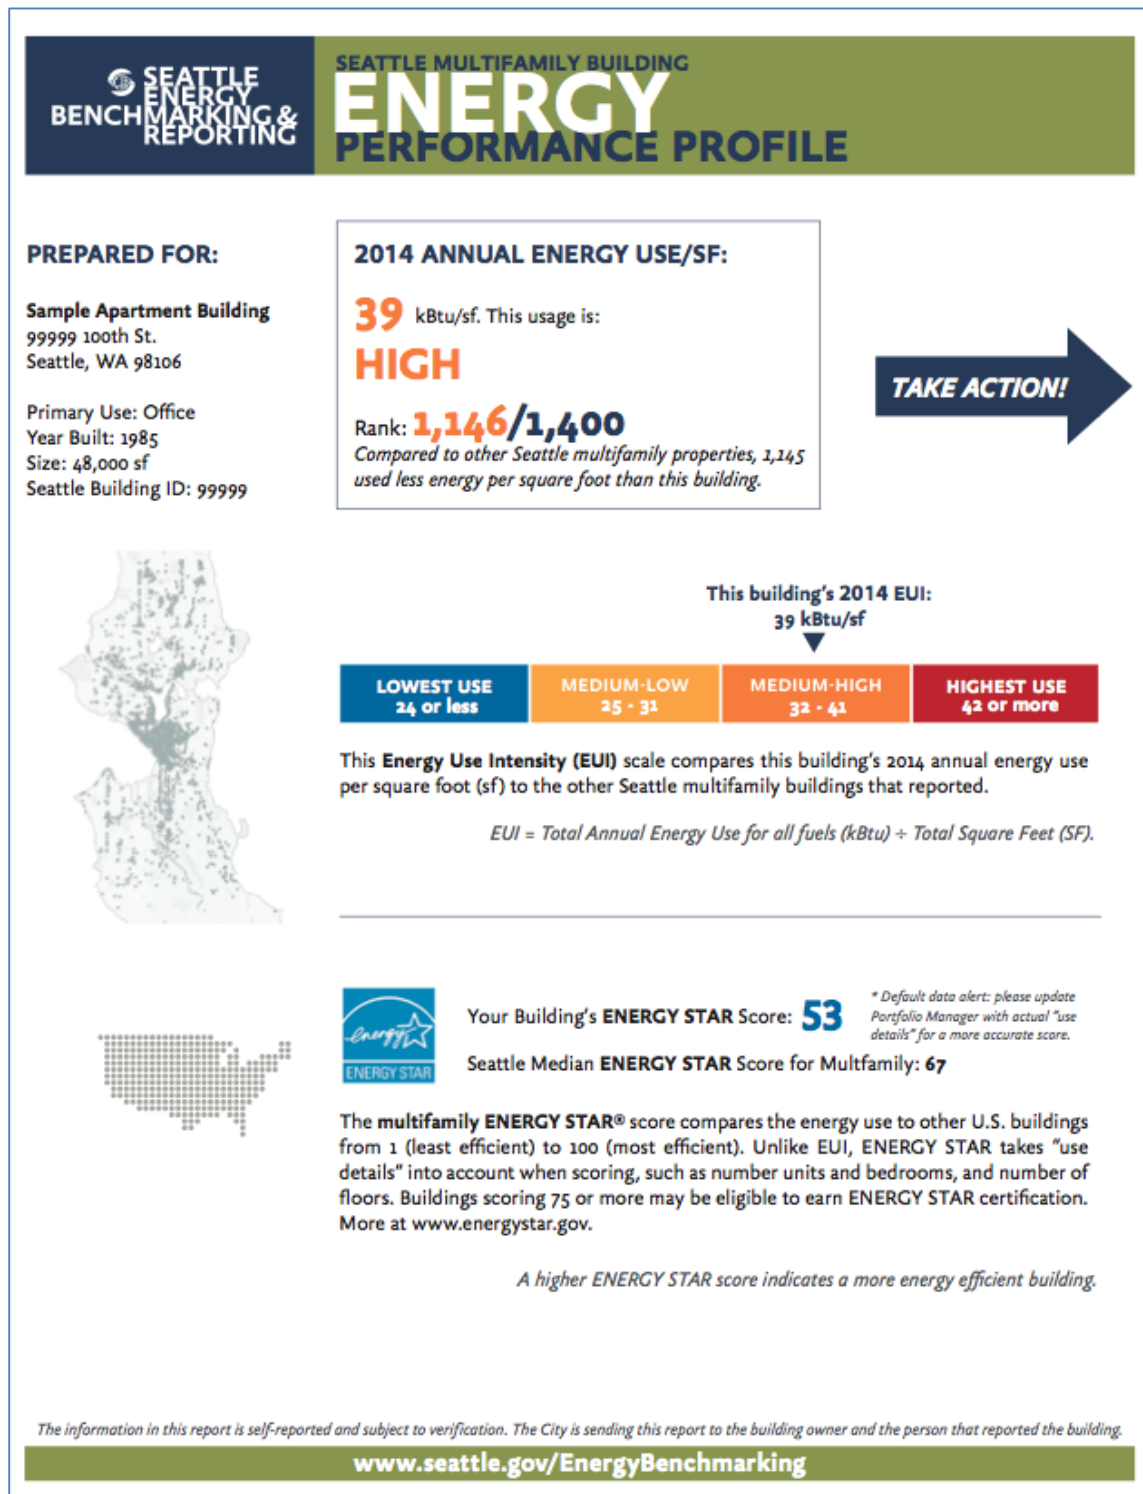 SEATTLE
ENERGY
BENCHMARKING &
REPORTING
SEATTLE MULTIFAMILY BUILDING
ENERGY
PERFORMANCE PROFILE
PREPARED FOR:
Sample Apartment Building
99999 100th St.
Seattle, WA 98106
Primary Use: Office
Year Built: 1985
Size: 48,000 sf
Seattle Building ID: 99999
2014 ANNUAL ENERGY USE/SF:
39 kBtu/sf. This usage is:
HIGH
Rank: 1,146/1,400
Compared to other Seattle multifamily properties, 1,145
used less energy per square foot than this building.
TAKE ACTION!
This building's 2014 EUI:
39 kBtu/sf
LOWEST USE
24 or less
MEDIUM-LOW
25 - 31
MEDIUM-HIGH
32 - 41
HIGHEST USE
42 or more
This Energy Use Intensity (EUI) scale compares this building's 2014 annual energy use
per square foot (sf) to the other Seattle multifamily buildings that reported.
EUI = Total Annual Energy Use for all fuels (kBtu) ÷ Total Square Feet (SF).
energy
ENERGY STAR
Your Building's ENERGY STAR Score: 53
* Default data alert: please update
Portfolio Manager with actual "use
details" for a more accurate score.
Seattle Median ENERGY STAR Score for Multfamily: 67
The multifamily ENERGY STAR® score compares the energy use to other U.S. buildings
from 1 (least efficient) to 100 (most efficient). Unlike EUI, ENERGY STAR takes "use
details" into account when scoring, such as number units and bedrooms, and number of
floors. Buildings scoring 75 or more may be eligible to earn ENERGY STAR certification.
More at www.energystar.gov.
A higher ENERGY STAR score indicates a more energy efficient building.
The information in this report is self-reported and subject to verification. The City is sending this report to the building owner and the person that reported the building.
www.seattle.gov/EnergyBenchmarking